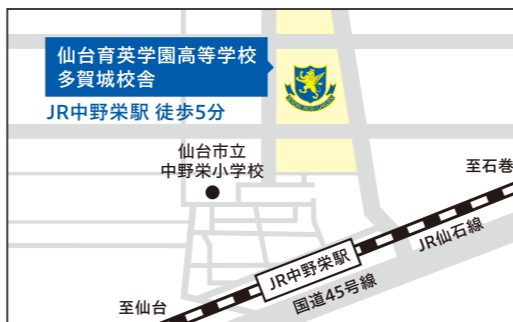 仙台育英学園高等学校
多賀城校舎
JR中野栄駅 徒歩5分
仙台市立
中野栄小学校
至石巻
JR仙石線
JR中野栄駅
国道45号線
至仙台